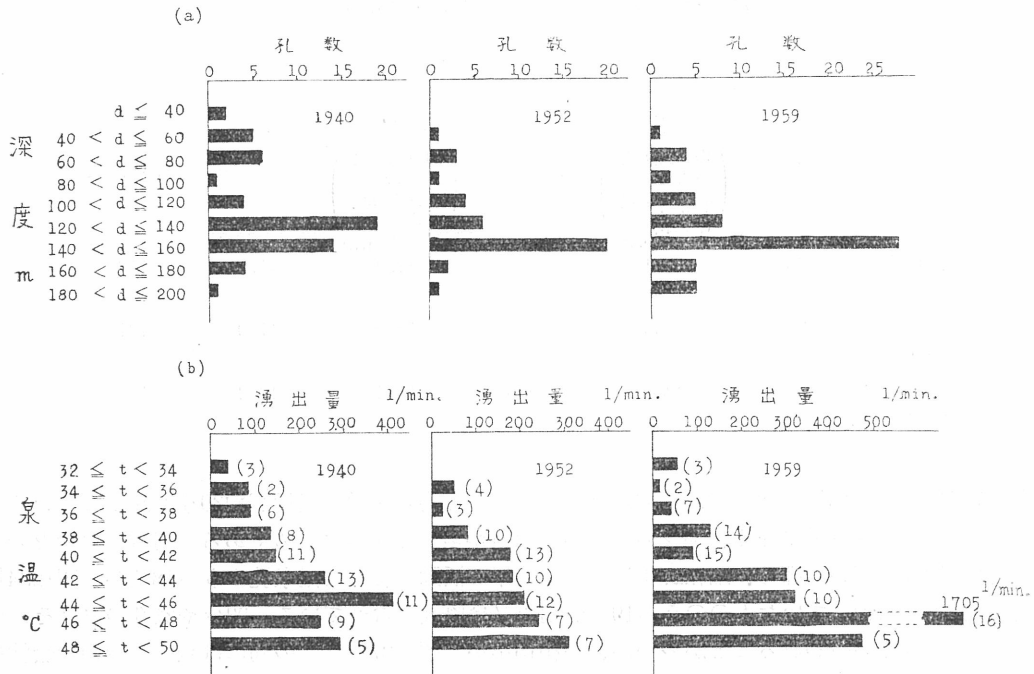 (a)
孔 数 孔 数 孔 数
0 5 10 15 20 0 5 10 15 20 0 5 10 15 20 25
1940 1952 1959
深度 m
d ≦ 40
40 < d ≦ 60
60 < d ≦ 80
80 < d ≦ 100
100 < d ≦ 120
120 < d ≦ 140
140 < d ≦ 160
160 < d ≦ 180
180 < d ≦ 200
(b)
湧 出 量 l/min. 湧 出 量 l/min. 湧 出 量 l/min.
0 100 200 300 400 0 100 200 300 400 0 100 200 300 400 500
1940 1952 1959
泉温 °C
32 ≦ t < 34 (3) (3)
34 ≦ t < 36 (2) (4) (2)
36 ≦ t < 38 (6) (3) (7)
38 ≦ t < 40 (8) (10) (14)
40 ≦ t < 42 (11) (13) (15)
42 ≦ t < 44 (13) (10) (10)
44 ≦ t < 46 (11) (12) (10)
1705 l/min.
46 ≦ t < 48 (9) (7) (16)
48 ≦ t < 50 (5) (7) (5)